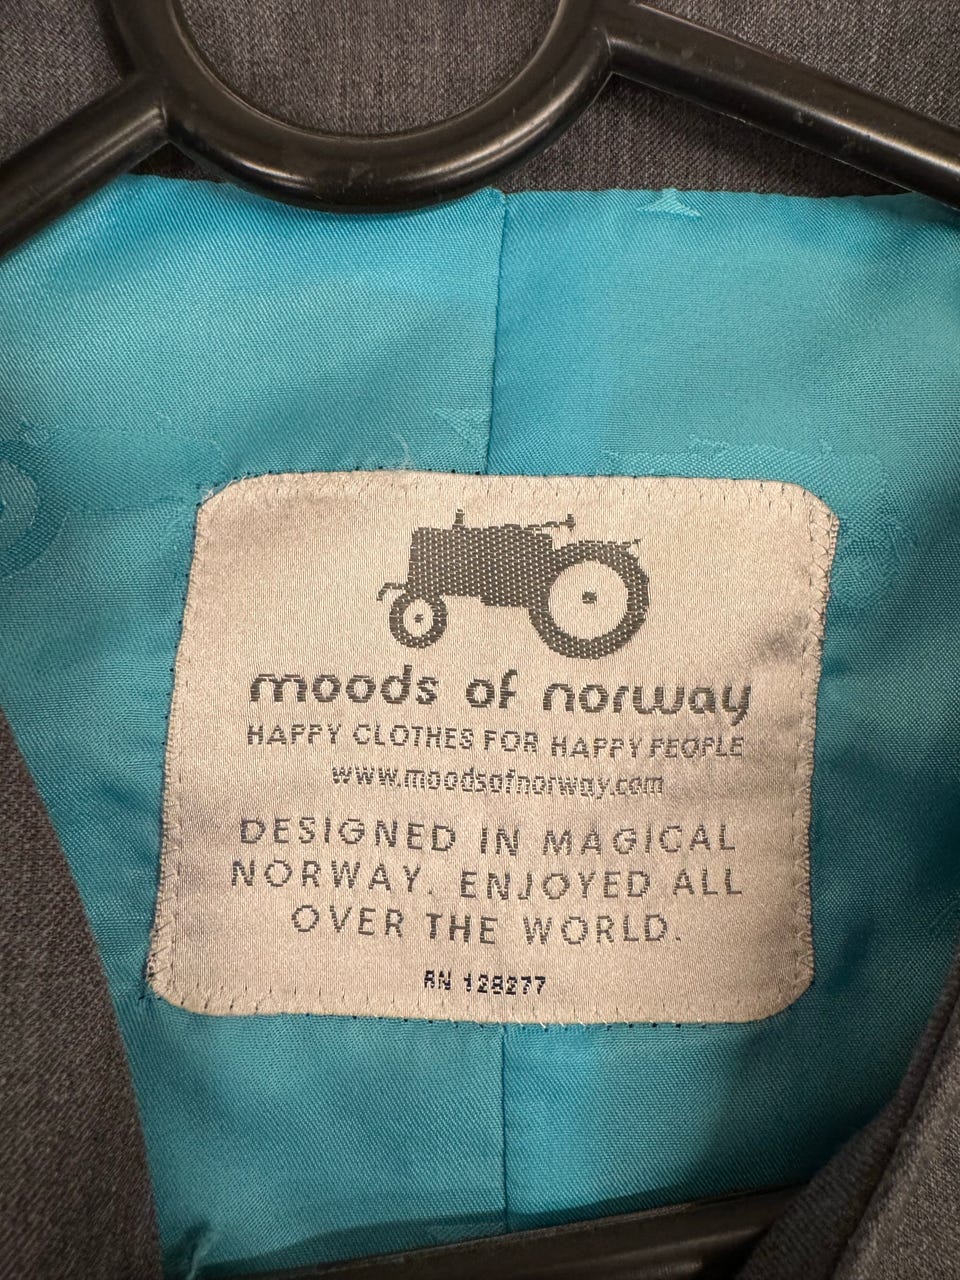 moods of norway
HAPPY CLOTHES FOR HAPPY PEOPLE
www.moodsofnorway.com
DESIGNED IN MAGICAL
NORWAY. ENJOYED ALL
OVER THE WORLD.
RN 128277